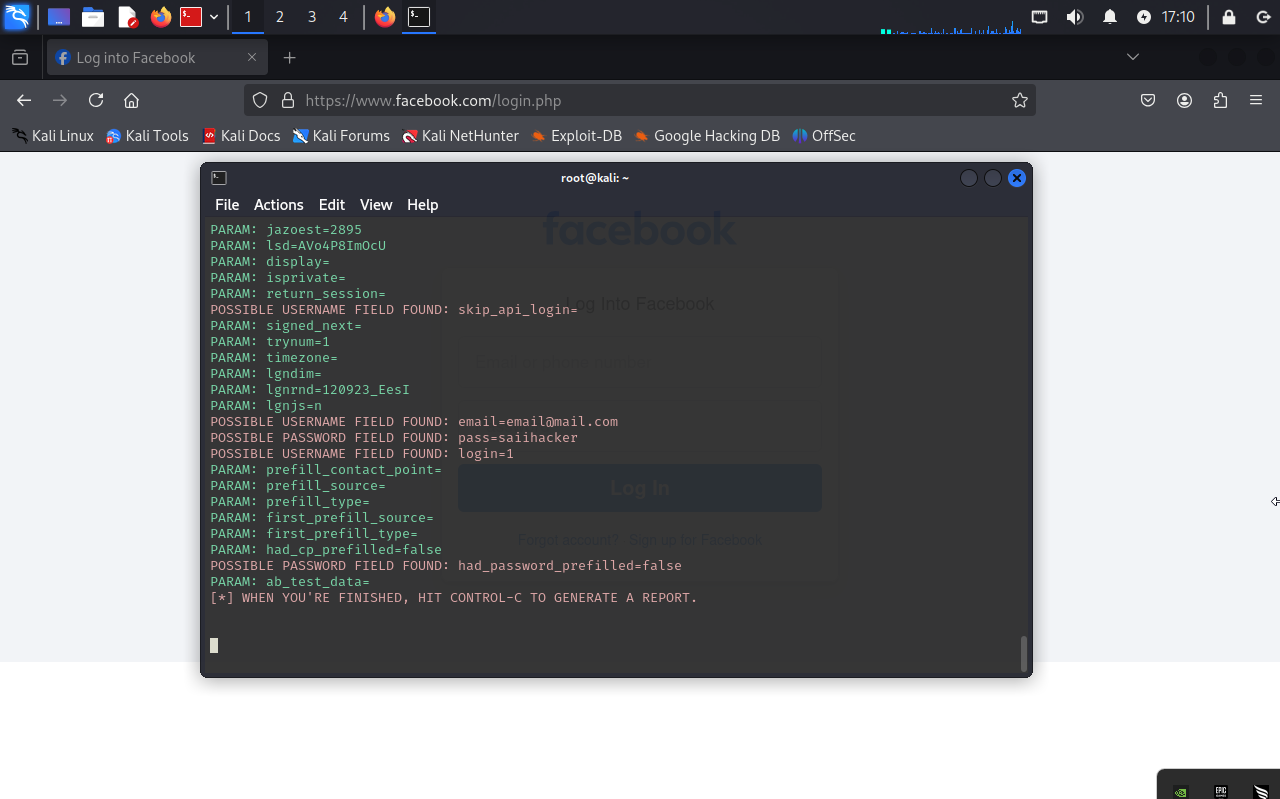 1 2 3 4 17:10
Log into Facebook
https://www.facebook.com/login.php
Kali Linux Kali Tools Kali Docs Kali Forums Kali NetHunter Exploit-DB Google Hacking DB OffSec
root@kali: ~
File Actions Edit View Help
facebook
Log Into Facebook
Log In
Forgot account? · Sign up for Facebook
PARAM: jazoest=2895
PARAM: lsd=AVo4P8ImOcU
PARAM: display=
PARAM: isprivate=
PARAM: return_session=
POSSIBLE USERNAME FIELD FOUND: skip_api_login=
PARAM: signed_next=
PARAM: trynum=1
PARAM: timezone=
PARAM: lgndim=
PARAM: lgnrnd=120923_EesI
PARAM: lgnjs=n
POSSIBLE USERNAME FIELD FOUND: email=email@mail.com
POSSIBLE PASSWORD FIELD FOUND: pass=saiihacker
POSSIBLE USERNAME FIELD FOUND: login=1
PARAM: prefill_contact_point=
PARAM: prefill_source=
PARAM: prefill_type=
PARAM: first_prefill_source=
PARAM: first_prefill_type=
PARAM: had_cp_prefilled=false
POSSIBLE PASSWORD FIELD FOUND: had_password_prefilled=false
PARAM: ab_test_data=
[*] WHEN YOU'RE FINISHED, HIT CONTROL-C TO GENERATE A REPORT.
EPIC